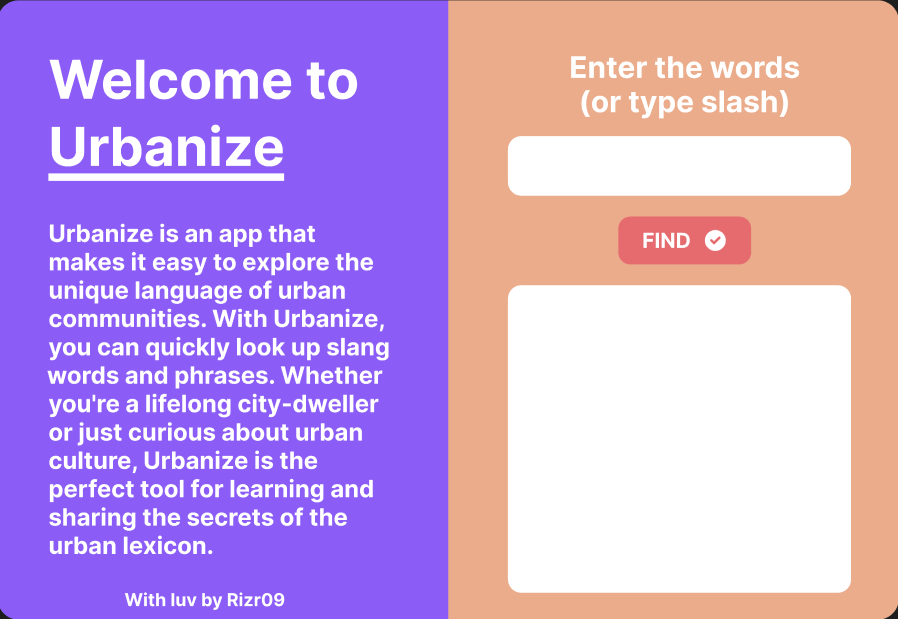 Welcome to
Urbanize
Urbanize is an app that
makes it easy to explore the
unique language of urban
communities. With Urbanize,
you can quickly look up slang
words and phrases. Whether
you're a lifelong city-dweller
or just curious about urban
culture, Urbanize is the
perfect tool for learning and
sharing the secrets of the
urban lexicon.
With luv by Rizr09
Enter the words
(or type slash)
FIND